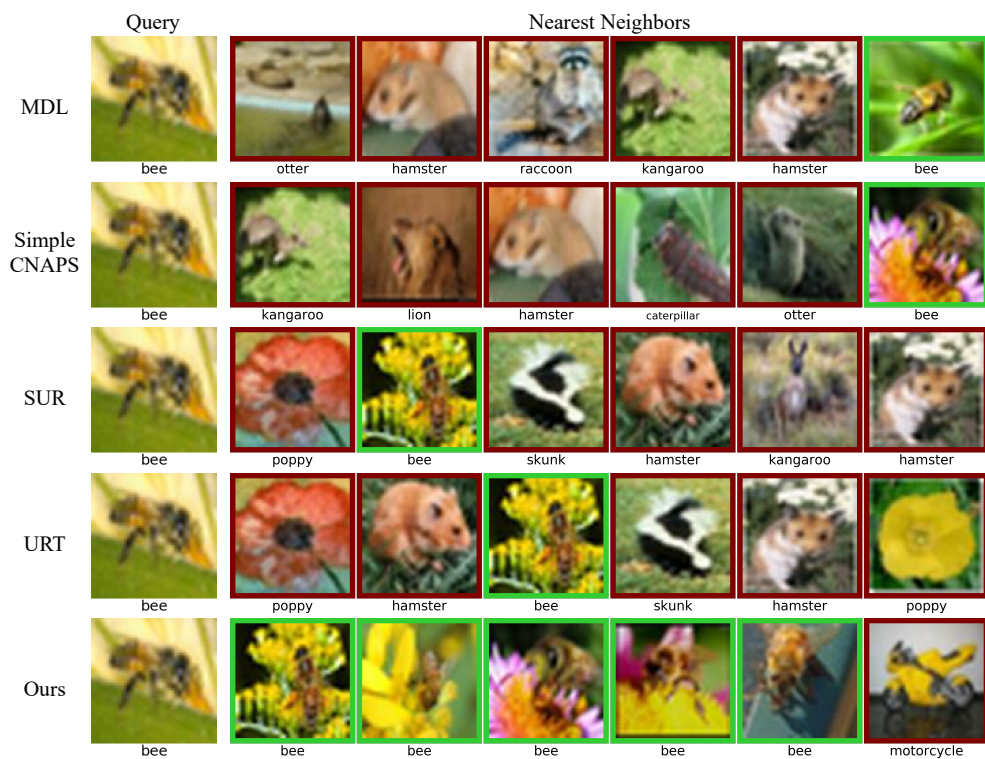 Query Nearest Neighbors
MDL
bee otter hamster raccoon kangaroo hamster bee
Simple
CNAPS
bee kangaroo lion hamster caterpillar otter bee
SUR
bee poppy bee skunk hamster kangaroo hamster
URT
bee poppy hamster bee skunk hamster poppy
Ours
bee bee bee bee bee bee motorcycle